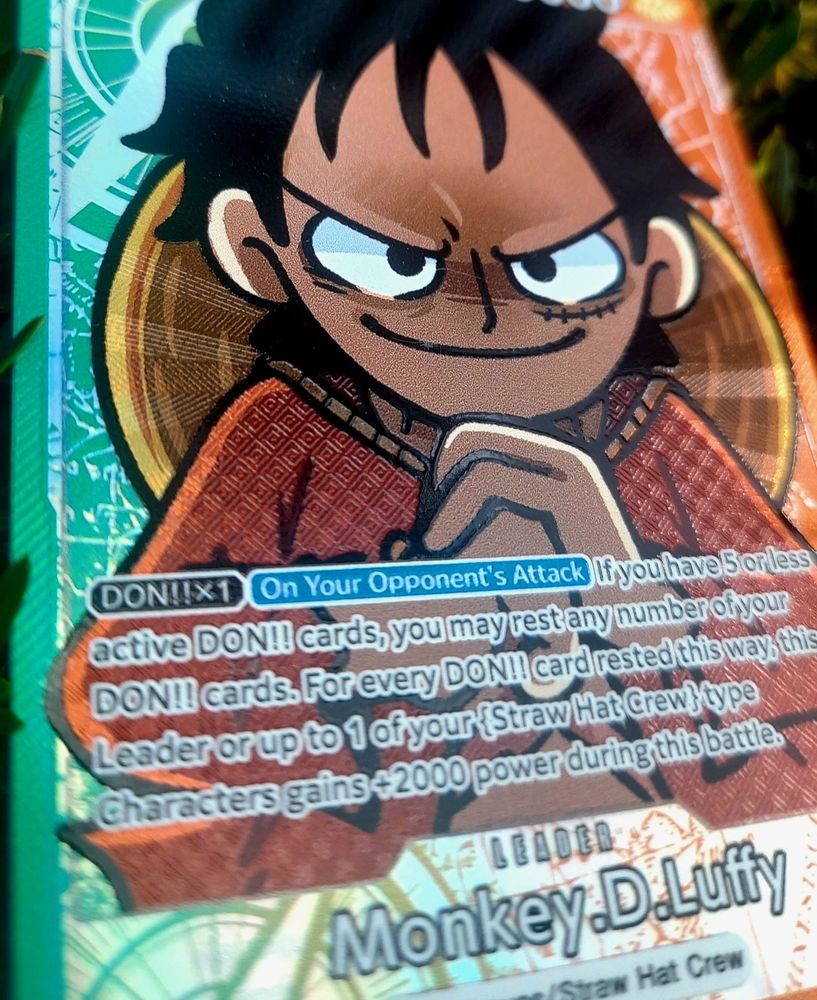 DON!!×1 On Your Opponent's Attack If you have 5 or less
active DON!! cards, you may rest any number of your
DON!! cards. For every DON!! card rested this way, this
Leader or up to 1 of your {Straw Hat Crew} type
Characters gains +2000 power during this battle.
LEADER
Monkey.D.Luffy
/Straw Hat Crew